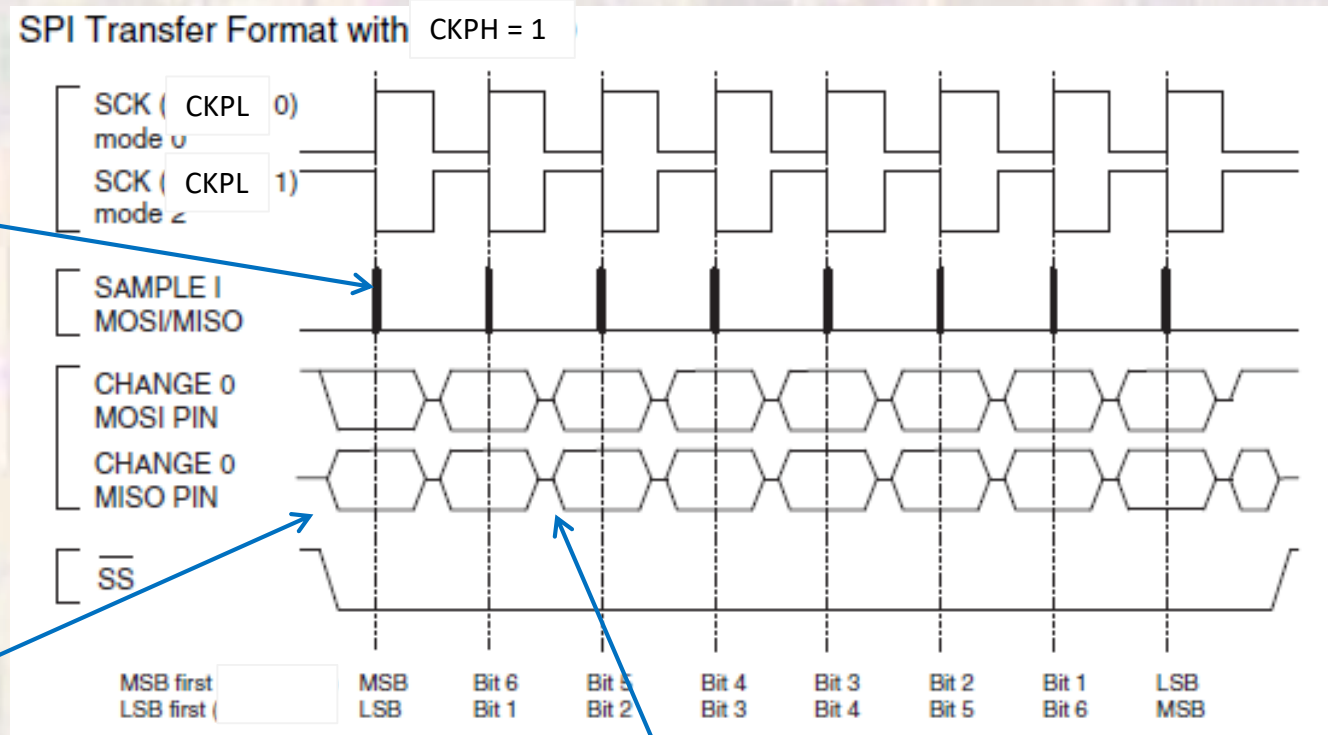 SPI Transfer Format with CKPH = 1
SCK ( CKPL 0)
mode 0
SCK ( CKPL 1)
mode 2
SAMPLE I
MOSI/MISO
CHANGE 0
MOSI PIN
CHANGE 0
MISO PIN
SS
MSB first MSB Bit 6 Bit 5 Bit 4 Bit 3 Bit 2 Bit 1 LSB
LSB first ( LSB Bit 1 Bit 2 Bit 3 Bit 4 Bit 5 Bit 6 MSB